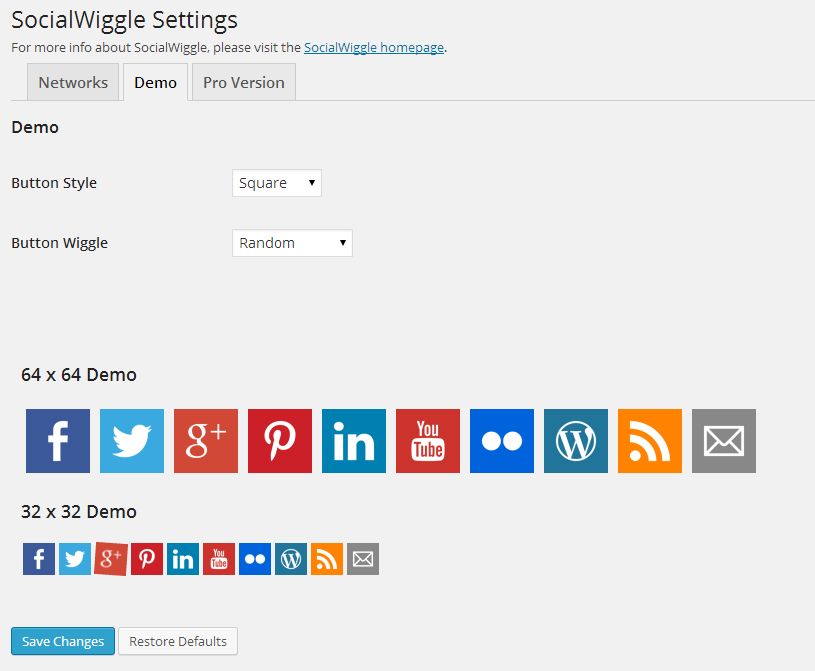 SocialWiggle Settings
For more info about SocialWiggle, please visit the SocialWiggle homepage.
Networks Demo Pro Version
Demo
Button Style Square
Button Wiggle Random
64 x 64 Demo
f g+ in You Tube W
32 x 32 Demo
f g+ in You Tube W
Save Changes Restore Defaults